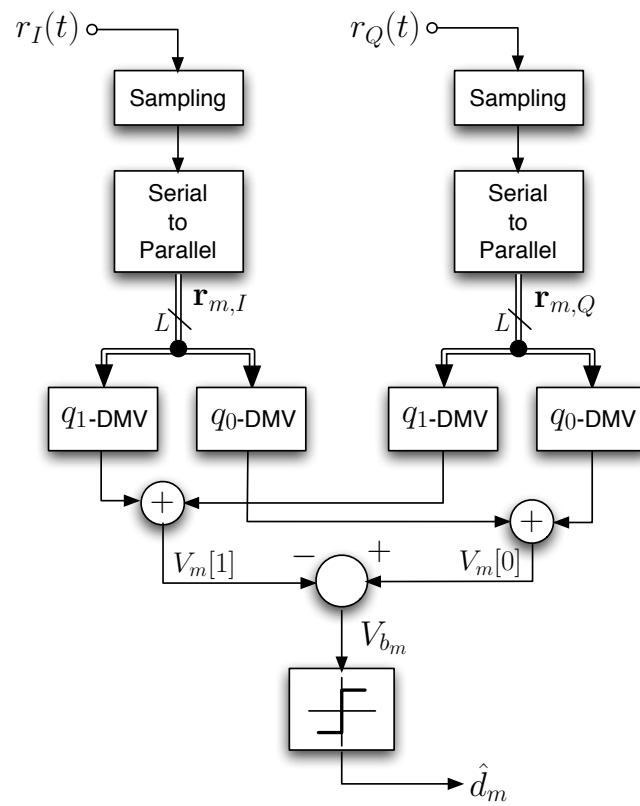 r_I(t) r_Q(t)
Sampling Sampling
Serial Serial
to to
Parallel Parallel
r_{m,I} r_{m,Q}
L L
q_1-DMV q_0-DMV q_1-DMV q_0-DMV
+ +
V_m[1] − + V_m[0]
V_{b_m}
\hat{d}_m